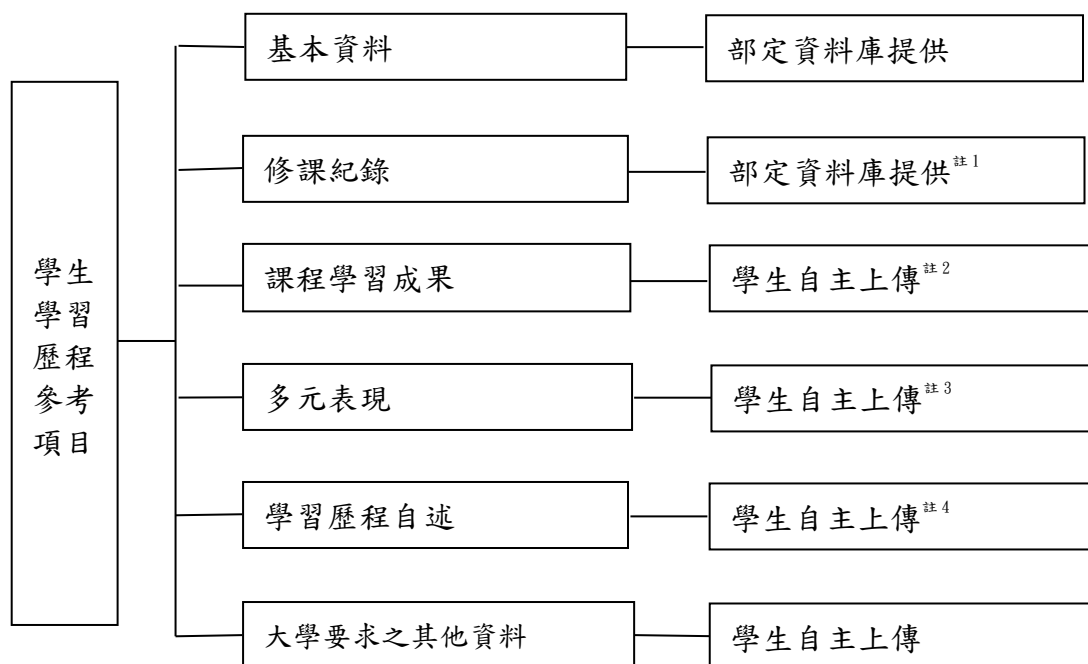 學生
學習
歷程
參考
項目
基本資料
部定資料庫提供
修課紀錄
部定資料庫提供註1
課程學習成果
學生自主上傳註2
多元表現
學生自主上傳註3
學習歷程自述
學生自主上傳註4
大學要求之其他資料
學生自主上傳